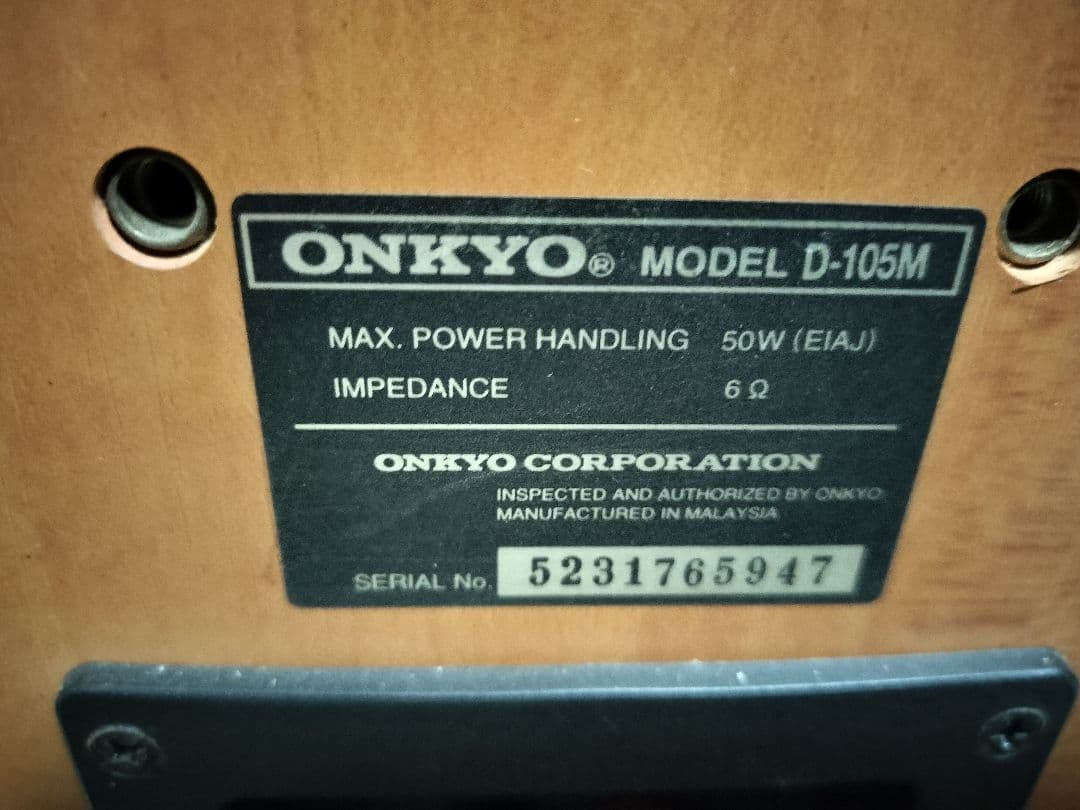 ONKYO® MODEL D-105M
MAX. POWER HANDLING 50W (EIAJ)
IMPEDANCE 6 Ω
ONKYO CORPORATION
INSPECTED AND AUTHORIZED BY ONKYO
MANUFACTURED IN MALAYSIA
SERIAL No. 5231765947